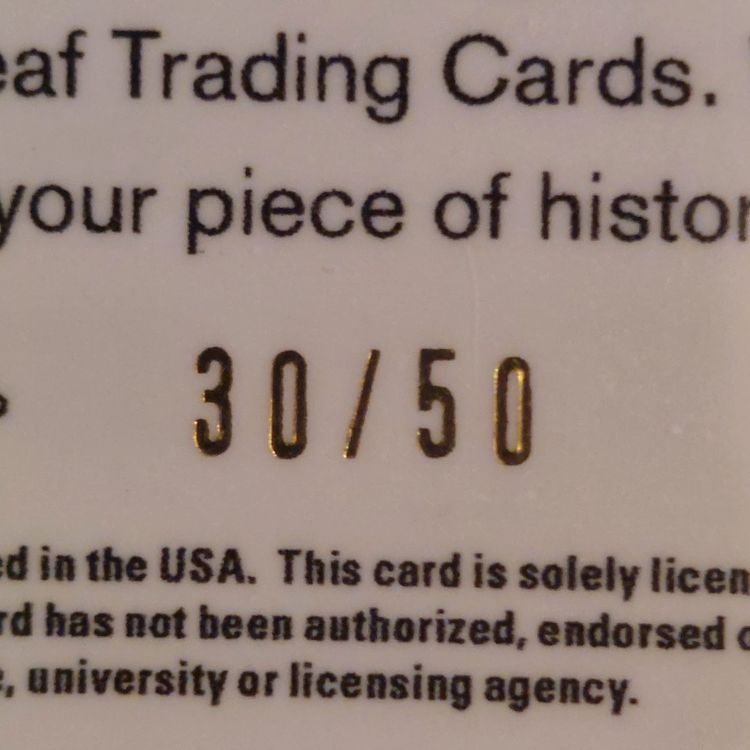 eaf Trading Cards.
your piece of histor
30/50
ed in the USA. This card is solely licen
rd has not been authorized, endorsed o
, university or licensing agency.